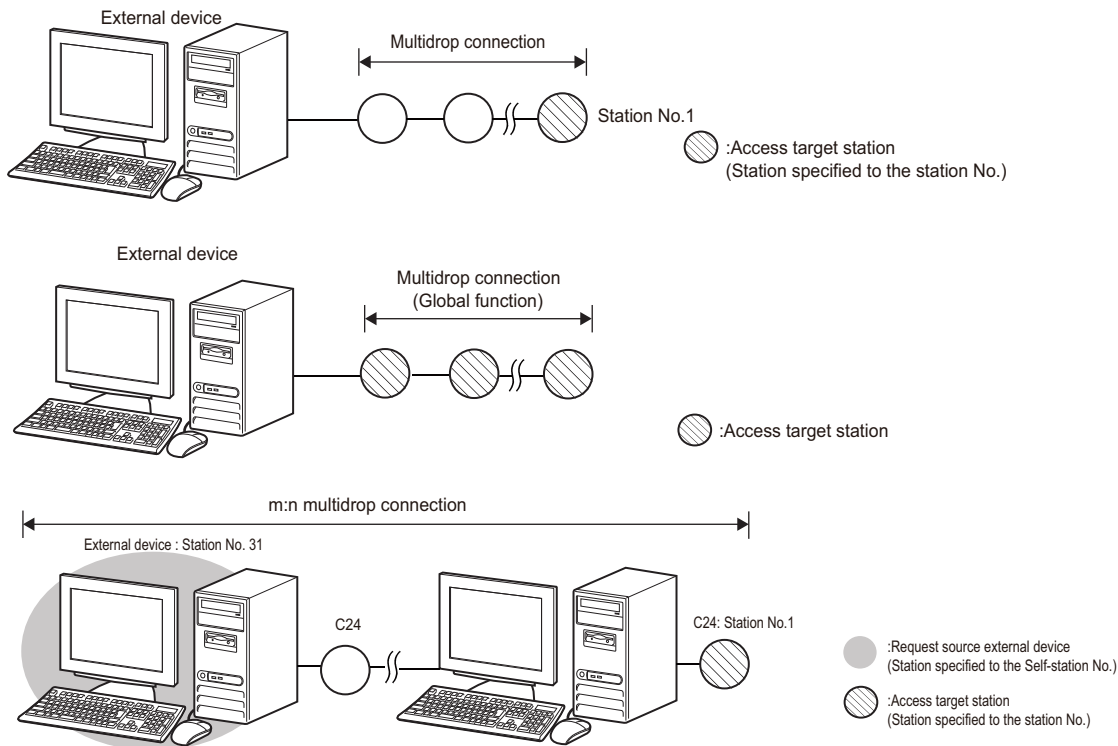 External device
Multidrop connection
Station No.1
:Access target station
(Station specified to the station No.)
External device
Multidrop connection
(Global function)
:Access target station
m:n multidrop connection
External device : Station No. 31
C24
C24: Station No.1
:Request source external device
(Station specified to the Self-station No.)
:Access target station
(Station specified to the station No.)